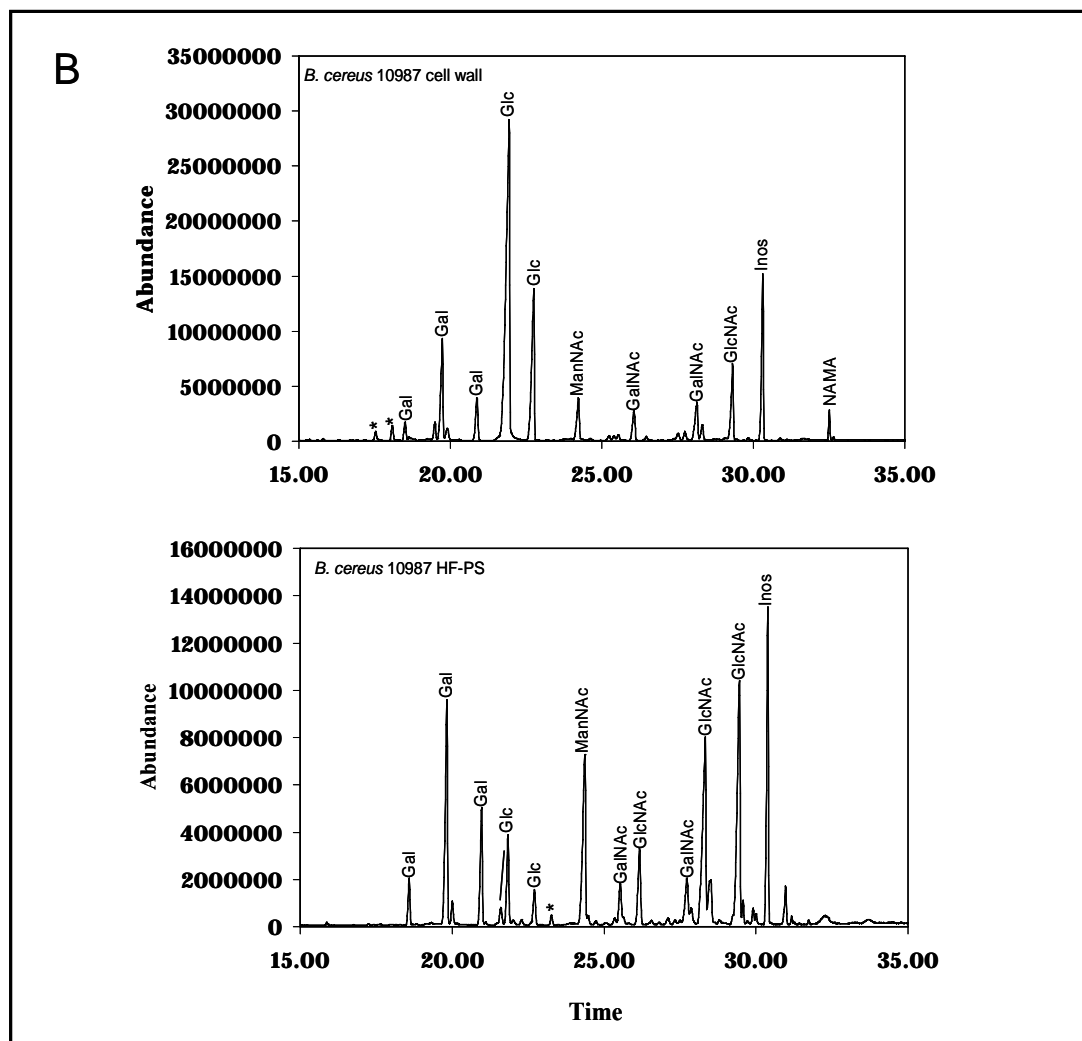 B
B. cereus 10987 cell wall
Abundance
35000000
30000000
25000000
20000000
15000000
10000000
5000000
0
*
*
Gal
Gal
Gal
Glc
Glc
ManNAc
GalNAc
GalNAc
GlcNAc
Inos
NAMA
15.00 20.00 25.00 30.00 35.00
B. cereus 10987 HF-PS
Abundance
16000000
14000000
12000000
10000000
8000000
6000000
4000000
2000000
0
Gal
Gal
Gal
Glc
Glc
*
ManNAc
GalNAc
GlcNAc
GalNAc
GlcNAc
GlcNAc
Inos
15.00 20.00 25.00 30.00 35.00
Time